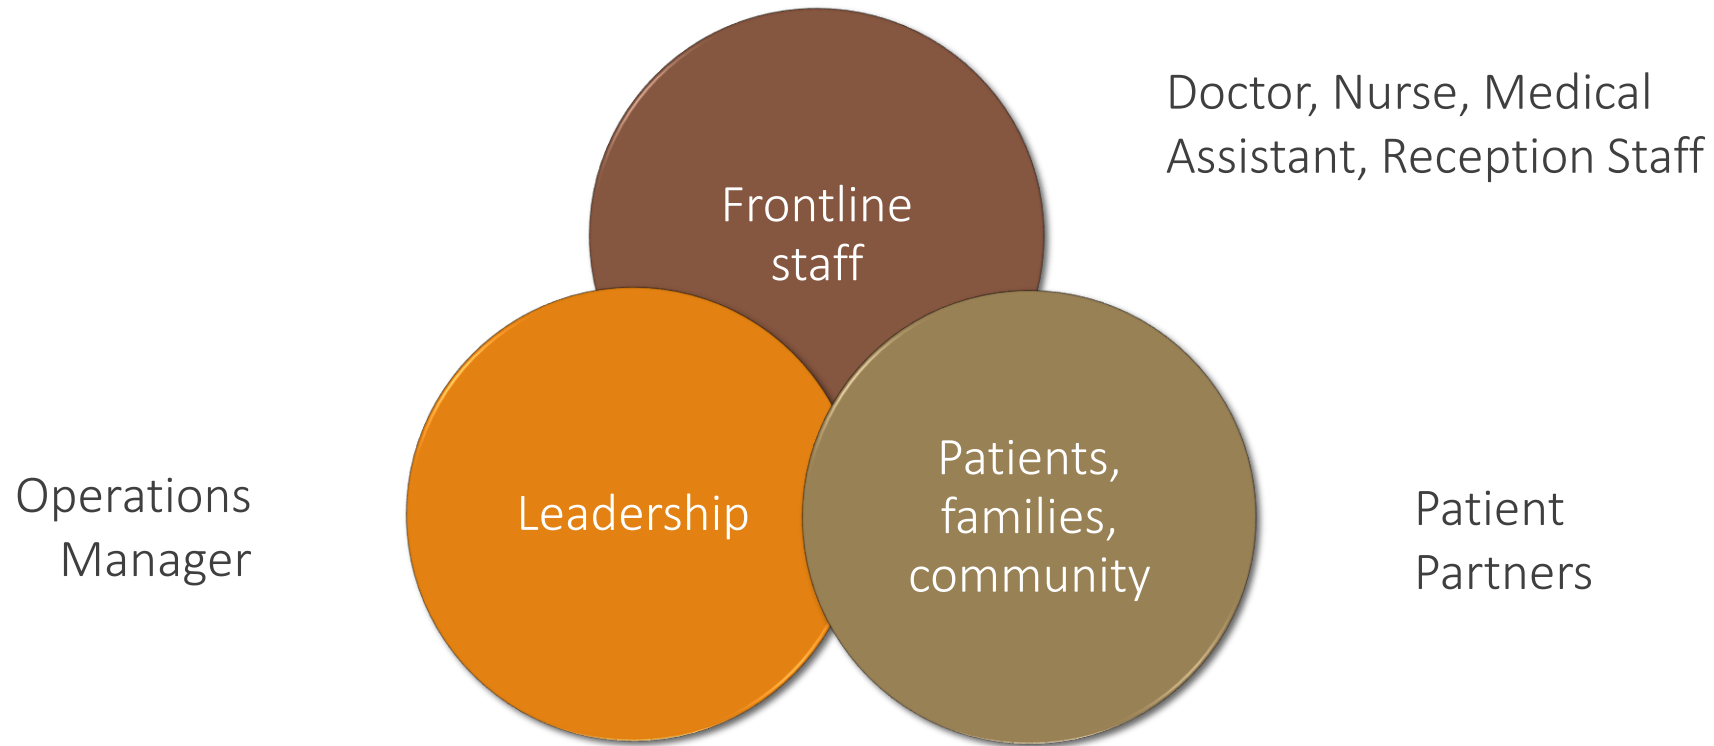 Doctor, Nurse, Medical
Assistant, Reception Staff
Frontline
staff
Operations
Manager
Leadership
Patients,
families,
community
Patient
Partners